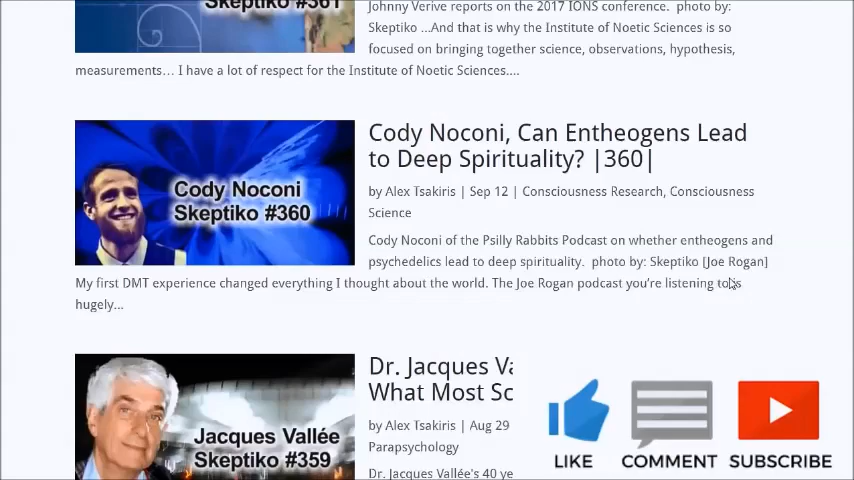 Skeptiko #361
Johnny Verive reports on the 2017 IONS conference.  photo by:
Skeptiko ...And that is why the Institute of Noetic Sciences is so
focused on bringing together science, observations, hypothesis,
measurements… I have a lot of respect for the Institute of Noetic Sciences....
Cody Noconi
Skeptiko #360
Cody Noconi, Can Entheogens Lead
to Deep Spirituality? |360|
by Alex Tsakiris | Sep 12 | Consciousness Research, Consciousness
Science
Cody Noconi of the Psilly Rabbits Podcast on whether entheogens and
psychedelics lead to deep spirituality.  photo by: Skeptiko [Joe Rogan]
My first DMT experience changed everything I thought about the world. The Joe Rogan podcast you're listening to is
hugely...
Jacques Vallée
Skeptiko #359
Dr. Jacques Va
What Most Sc
by Alex Tsakiris | Aug 29
Parapsychology
Dr. Jacques Vallée's 40 ye
LIKE
COMMENT
SUBSCRIBE